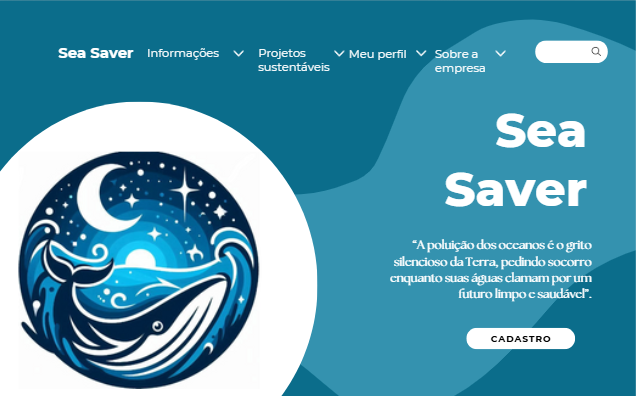 Sea Saver
Informações
Projetos
sustentáveis
Meu perfil
Sobre a
empresa
Sea
Saver
“A poluição dos oceanos é o grito
silencioso da Terra, pedindo socorro
enquanto suas águas clamam por um
futuro limpo e saudável”.
CADASTRO